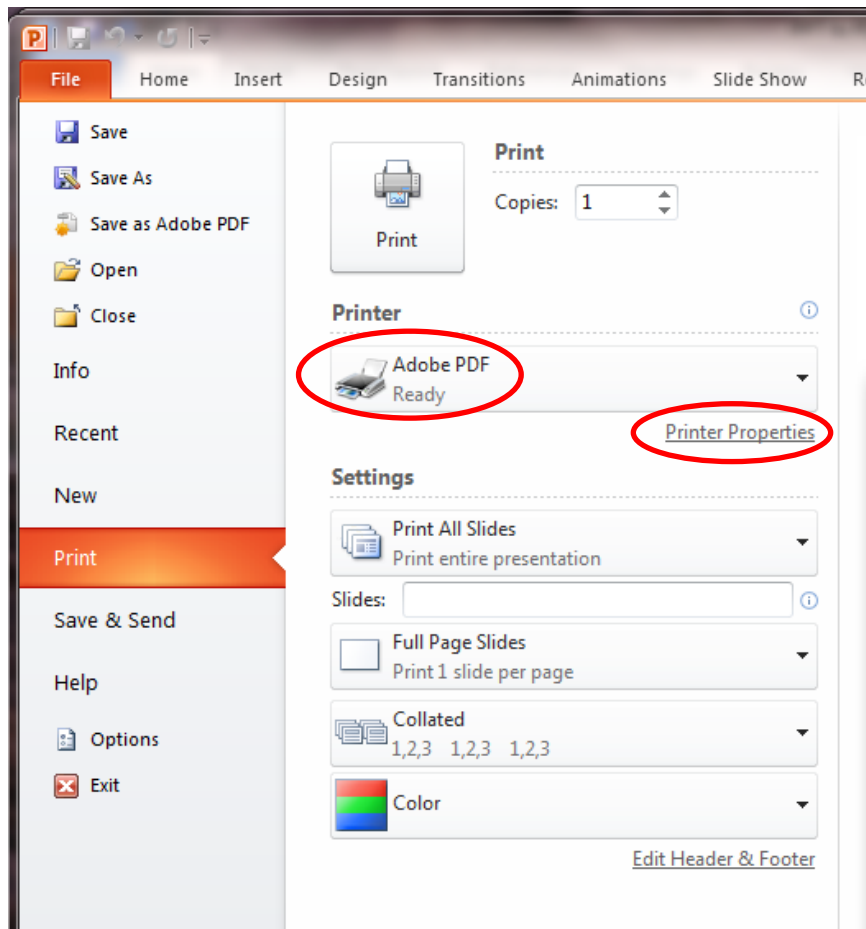 P
File Home Insert Design Transitions Animations Slide Show
Save
Save As
Save as Adobe PDF
Open
Close
Info
Recent
New
Print
Save & Send
Help
Options
Exit
Print
Print
Copies: 1
Printer
Adobe PDF
Ready
Printer Properties
Settings
Print All Slides
Print entire presentation
Slides:
Full Page Slides
Print 1 slide per page
Collated
1,2,3 1,2,3 1,2,3
Color
Edit Header & Footer